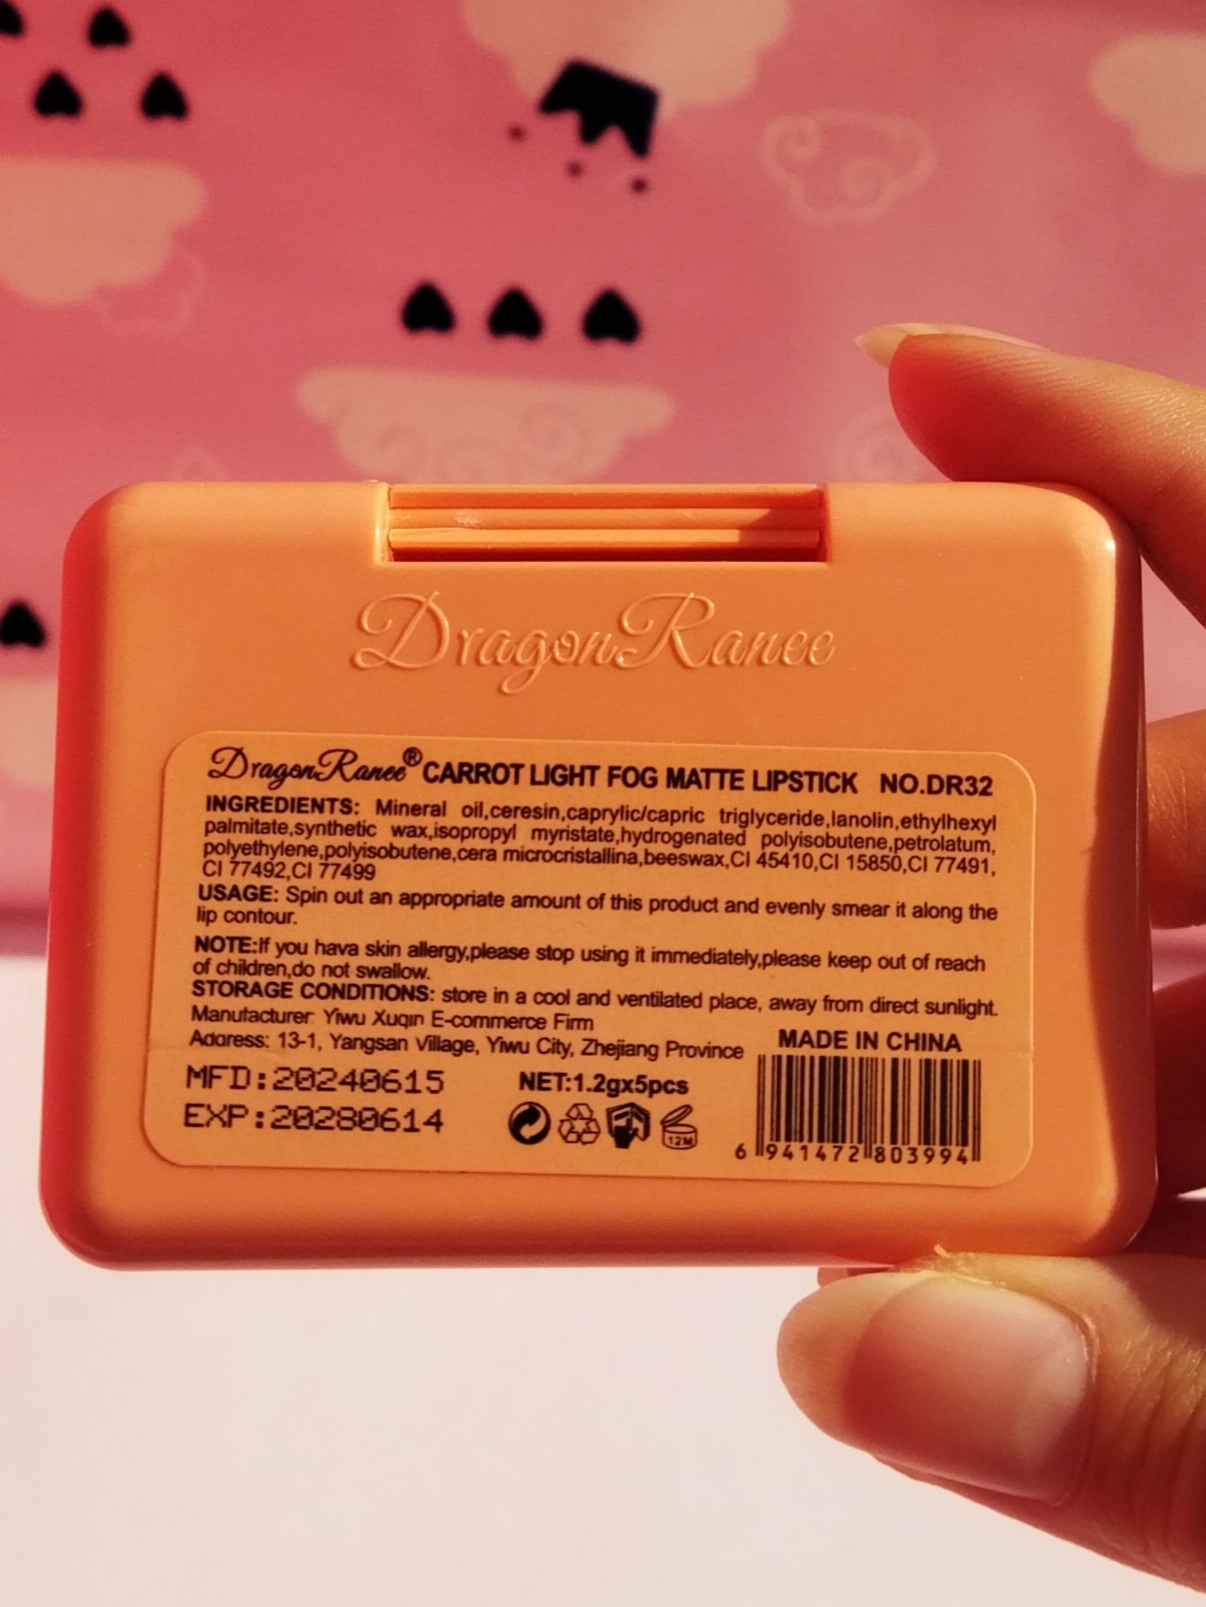 DragonRanee
DragonRanee® CARROT LIGHT FOG MATTE LIPSTICK NO.DR32
INGREDIENTS: Mineral oil,ceresin,caprylic/capric triglyceride,lanolin,ethylhexyl
palmitate,synthetic wax,isopropyl myristate,hydrogenated polyisobutene,petrolatum,
polyethylene,polyisobutene,cera microcristallina,beeswax,CI 45410,CI 15850,CI 77491,
CI 77492,CI 77499
USAGE: Spin out an appropriate amount of this product and evenly smear it along the
lip contour.
NOTE:If you hava skin allergy,please stop using it immediately,please keep out of reach
of children,do not swallow.
STORAGE CONDITIONS: store in a cool and ventilated place, away from direct sunlight.
Manufacturer: Yiwu Xuqin E-commerce Firm
Address: 13-1, Yangsan Village, Yiwu City, Zhejiang Province
MADE IN CHINA
MFD:20240615
NET:1.2gx5pcs
EXP:20280614
12M
6 941472 803994